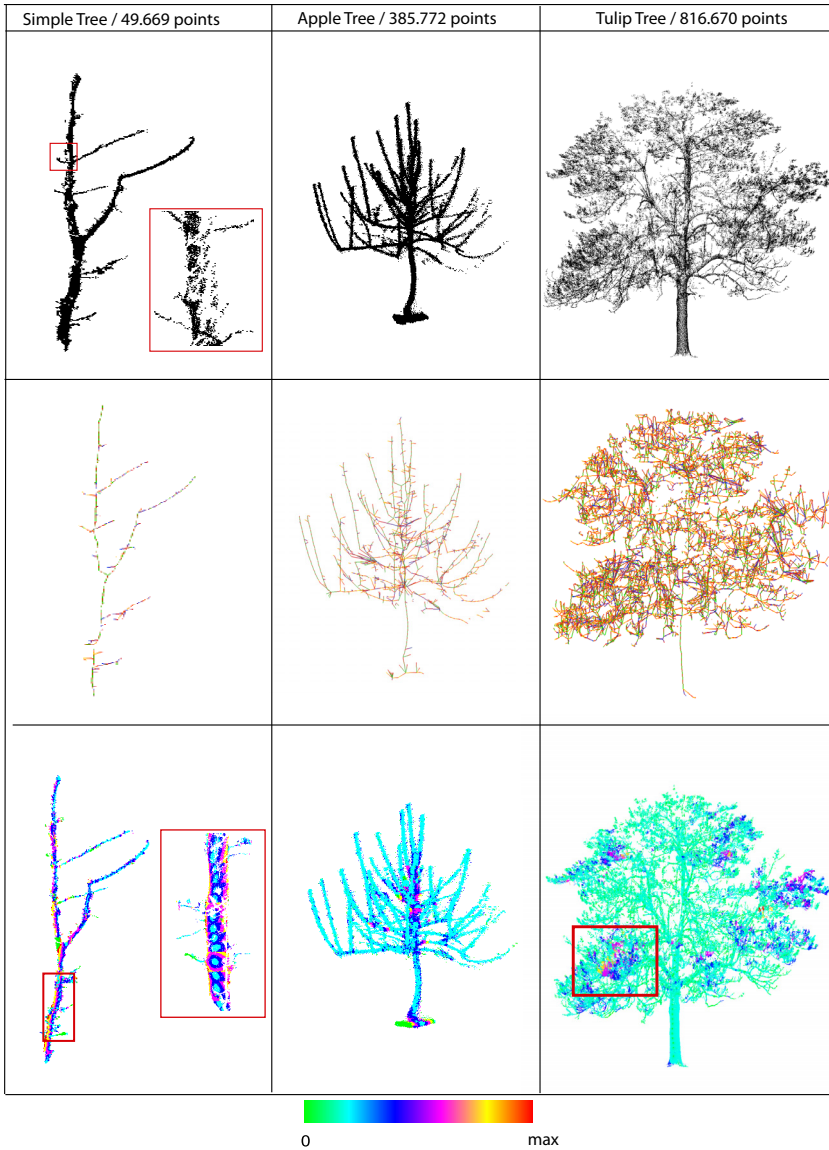 Simple Tree / 49.669 points
Apple Tree / 385.772 points
Tulip Tree / 816.670 points
0
max